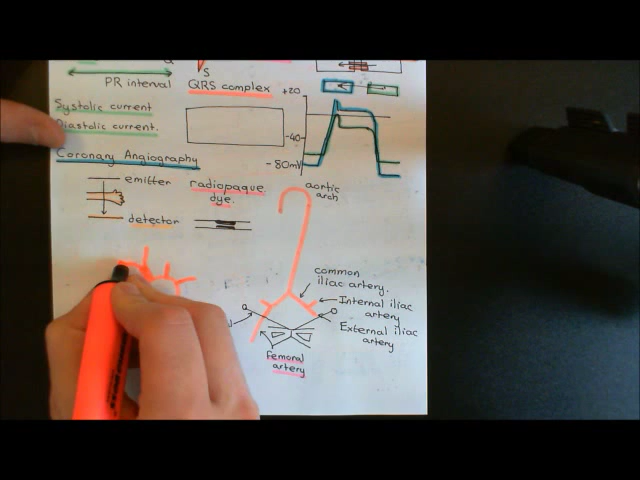 Q
S
PR interval
QRS complex
+20
-40
-80mV
Systolic current
Diastolic current.
Coronary Angiography
emitter
detector
radiopaque
dye.
aortic
arch
common
iliac artery.
Internal iliac
artery
External iliac
artery
Femoral
artery